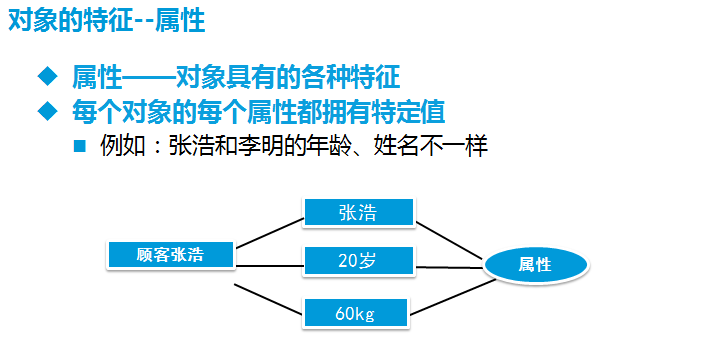 对象的特征--属性
属性——对象具有的各种特征
每个对象的每个属性都拥有特定值
例如：张浩和李明的年龄、姓名不一样
张浩
顾客张浩
20岁
属性
60kg